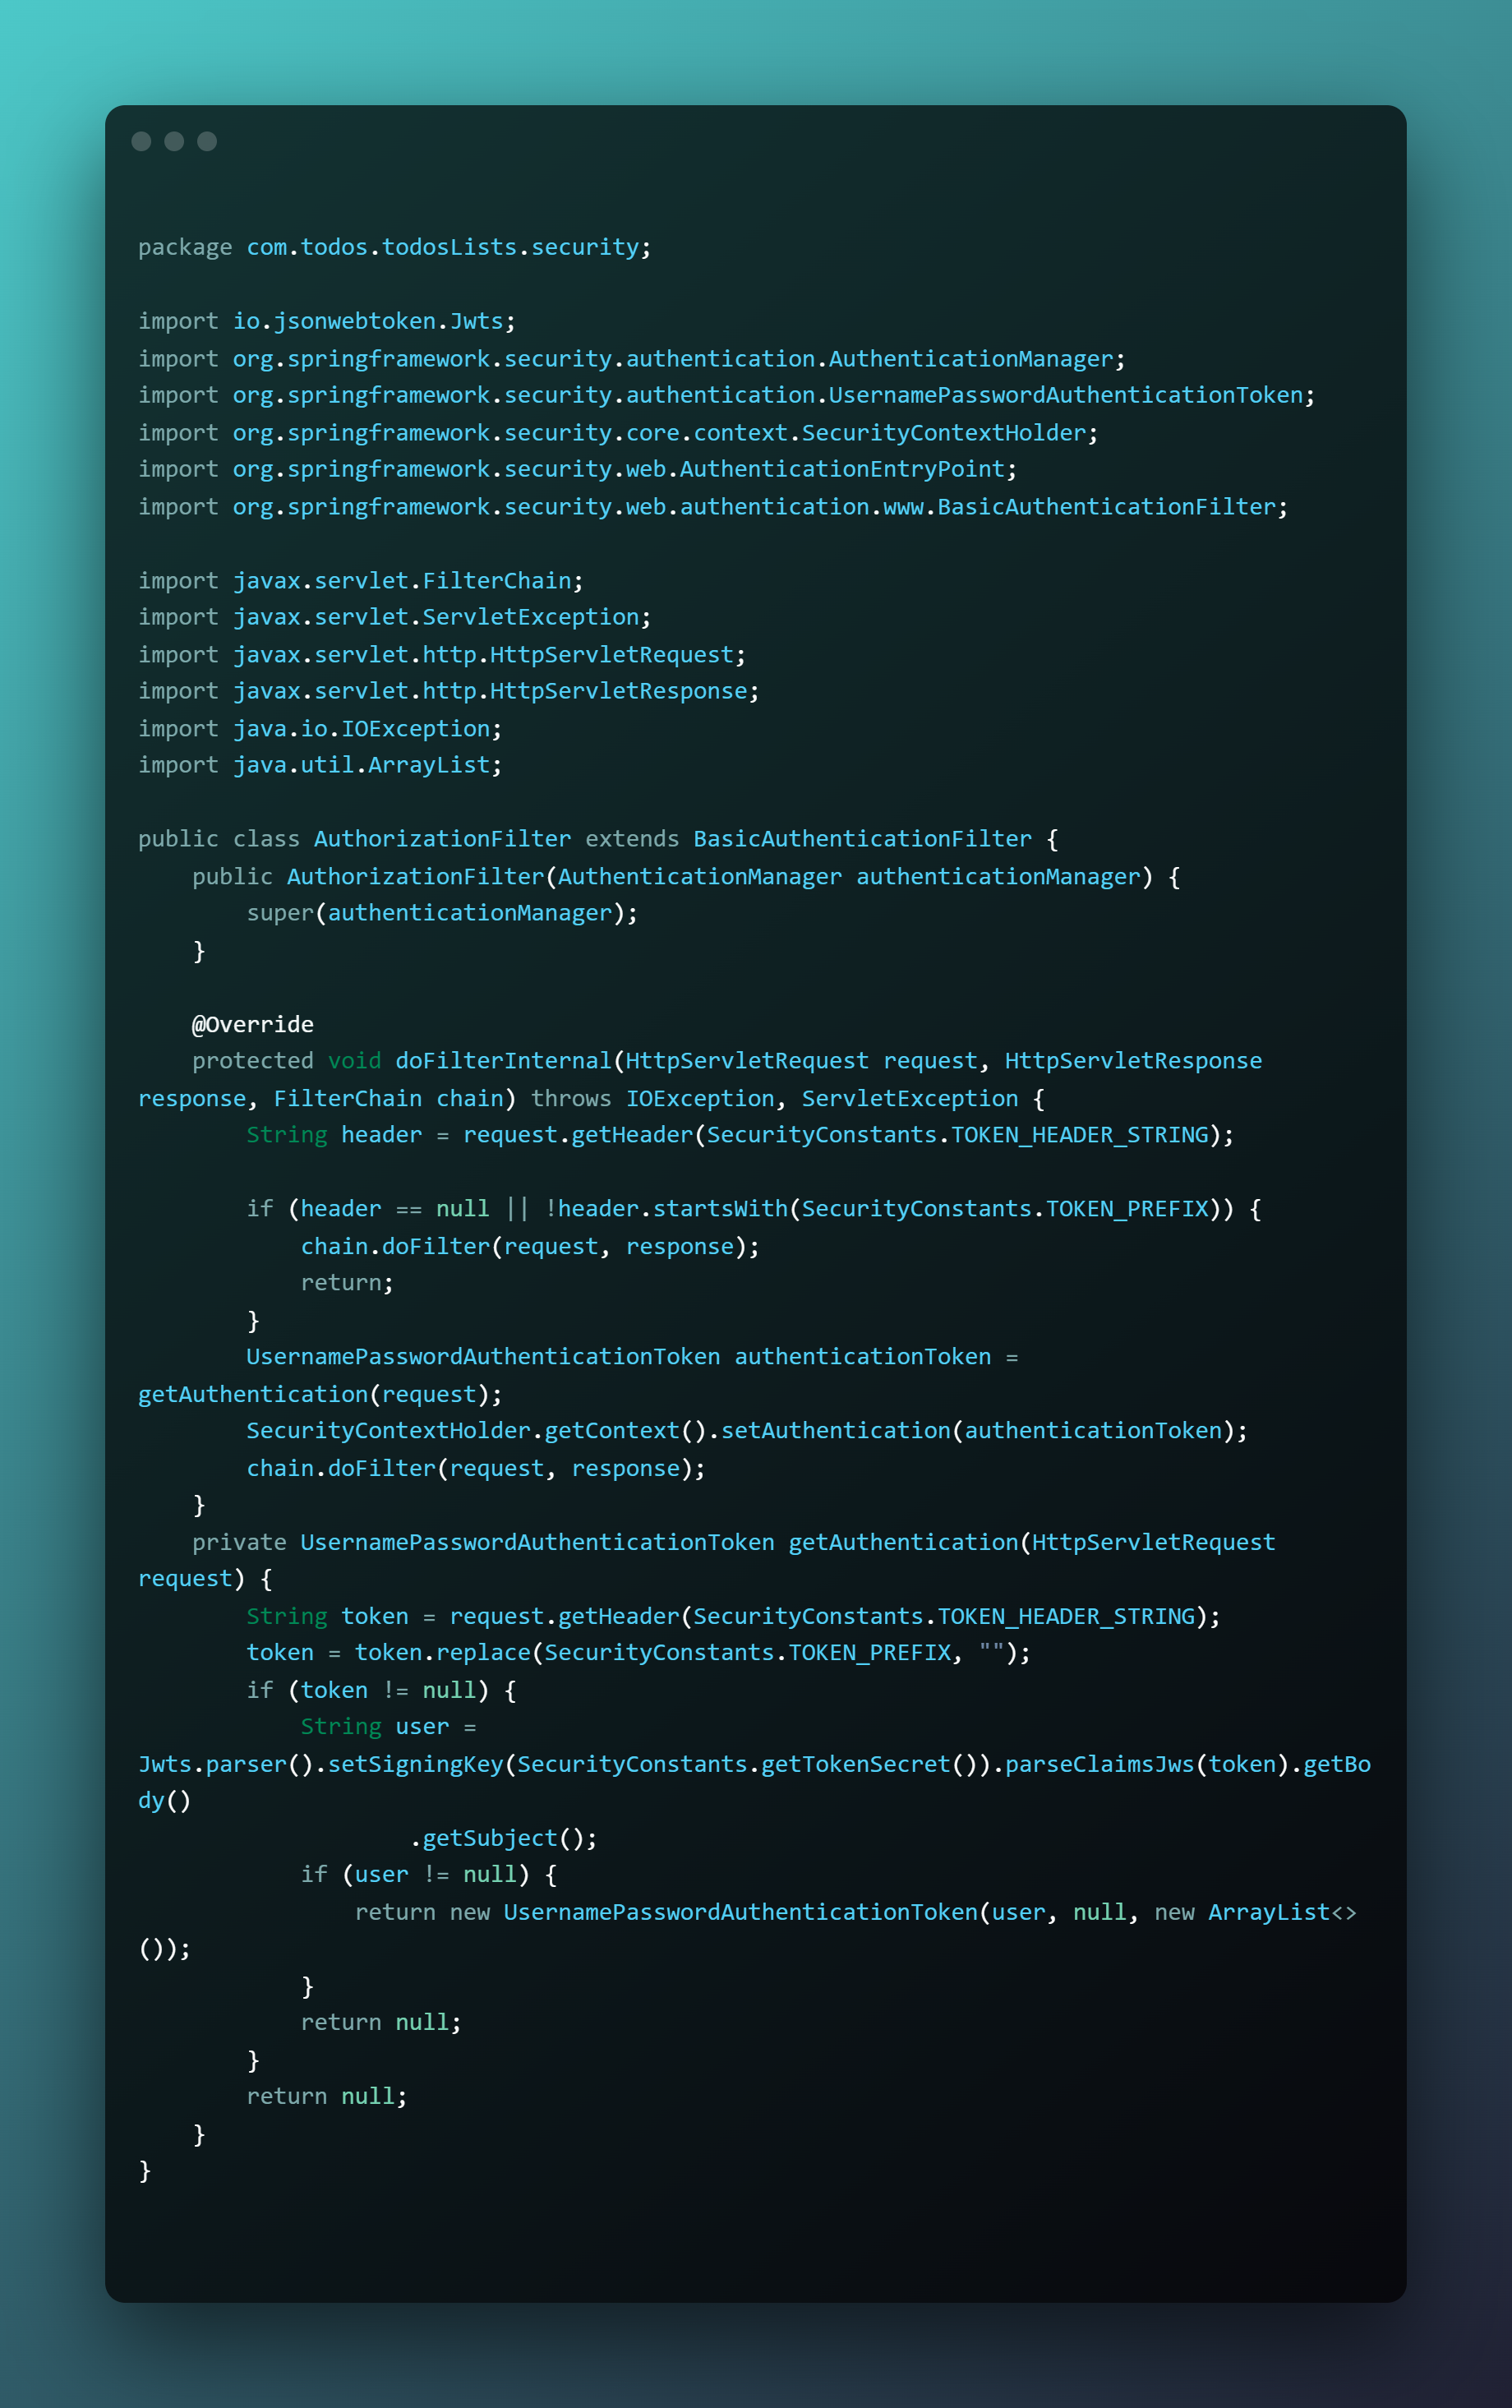 package com.todos.todosLists.security;

import io.jsonwebtoken.Jwts;
import org.springframework.security.authentication.AuthenticationManager;
import org.springframework.security.authentication.UsernamePasswordAuthenticationToken;
import org.springframework.security.core.context.SecurityContextHolder;
import org.springframework.security.web.AuthenticationEntryPoint;
import org.springframework.security.web.authentication.www.BasicAuthenticationFilter;

import javax.servlet.FilterChain;
import javax.servlet.ServletException;
import javax.servlet.http.HttpServletRequest;
import javax.servlet.http.HttpServletResponse;
import java.io.IOException;
import java.util.ArrayList;

public class AuthorizationFilter extends BasicAuthenticationFilter {
    public AuthorizationFilter(AuthenticationManager authenticationManager) {
        super(authenticationManager);
    }

    @Override
    protected void doFilterInternal(HttpServletRequest request, HttpServletResponse
response, FilterChain chain) throws IOException, ServletException {
        String header = request.getHeader(SecurityConstants.TOKEN_HEADER_STRING);

        if (header == null || !header.startsWith(SecurityConstants.TOKEN_PREFIX)) {
            chain.doFilter(request, response);
            return;
        }
        UsernamePasswordAuthenticationToken authenticationToken =
getAuthentication(request);
        SecurityContextHolder.getContext().setAuthentication(authenticationToken);
        chain.doFilter(request, response);
    }
    private UsernamePasswordAuthenticationToken getAuthentication(HttpServletRequest
request) {
        String token = request.getHeader(SecurityConstants.TOKEN_HEADER_STRING);
        token = token.replace(SecurityConstants.TOKEN_PREFIX, "");
        if (token != null) {
            String user =
Jwts.parser().setSigningKey(SecurityConstants.getTokenSecret()).parseClaimsJws(token).getBo
dy()
                    .getSubject();
            if (user != null) {
                return new UsernamePasswordAuthenticationToken(user, null, new ArrayList<>
());
            }
            return null;
        }
        return null;
    }
}